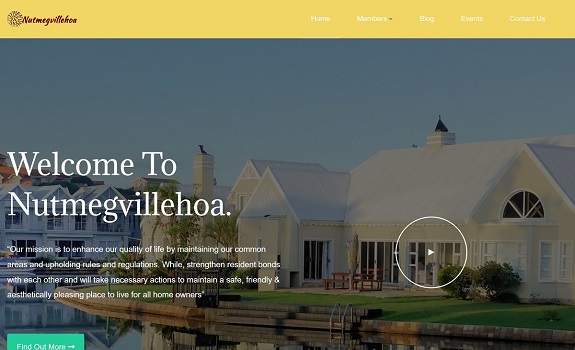 Nutmegvillehoa
Home
Members
Blog
Events
Contact Us
Welcome To
Nutmegvillehoa.
"Our mission is to enhance our quality of life by maintaining our common
areas and upholding rules and regulations. While, strengthen resident bonds
with each other and will take necessary actions to maintain a safe, friendly &
aesthetically pleasing place to live for all home owners"
Find Out More →